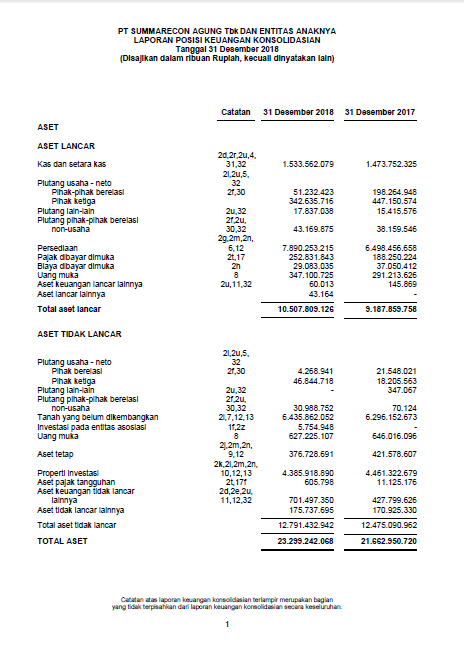 PT SUMMARECON AGUNG Tbk DAN ENTITAS ANAKNYA
LAPORAN POSISI KEUANGAN KONSOLIDASIAN
Tanggal 31 Desember 2018
(Disajikan dalam ribuan Rupiah, kecuali dinyatakan lain)
Catatan 31 Desember 2018 31 Desember 2017
ASET
ASET LANCAR
2d,2r,2u,4,
Kas dan setara kas 31,32 1.533.562.079 1.473.752.325
2l,2u,5,
Piutang usaha - neto 32
Pihak-pihak berelasi 2f,30 51.232.423 198.264.948
Pihak ketiga 342.635.716 447.150.574
Piutang lain-lain 2u,32 17.837.038 15.415.576
Piutang pihak-pihak berelasi 2f,2u,
non-usaha 30,32 43.169.875 38.159.546
2g,2m,2n,
Persediaan 6,12 7.890.253.215 6.498.456.658
Pajak dibayar dimuka 2t,17 252.831.843 188.250.224
Biaya dibayar dimuka 2h 29.083.035 37.050.412
Uang muka 8 347.100.725 291.213.626
Aset keuangan lancar lainnya 2u,11,32 60.013 145.869
Aset lancar lainnya 43.164 -
Total aset lancar 10.507.809.126 9.187.859.758
ASET TIDAK LANCAR
2l,2u,5,
Piutang usaha - neto 32
Pihak berelasi 2f,30 4.268.941 21.548.021
Pihak ketiga 46.844.718 18.205.563
Piutang lain-lain 2u,32 - 347.067
Piutang pihak-pihak berelasi 2f,2u,
non-usaha 30,32 30.988.752 70.124
Tanah yang belum dikembangkan 2l,7,12,13 6.435.862.052 6.296.152.673
Investasi pada entitas asosiasi 1f,2z 5.754.948 -
Uang muka 8 627.225.107 646.016.096
2j,2m,2n,
Aset tetap 9,12 376.728.691 421.578.607
2k,2l,2m,2n,
Properti investasi 10,12,13 4.385.918.890 4.461.322.679
Aset pajak tangguhan 2t,17f 605.798 11.125.176
Aset keuangan tidak lancar 2d,2e,2u,
lainnya 11,12,32 701.497.350 427.799.626
Aset tidak lancar lainnya 175.737.695 170.925.330
Total aset tidak lancar 12.791.432.942 12.475.090.962
TOTAL ASET 23.299.242.068 21.662.950.720
Catatan atas laporan keuangan konsolidasian terlampir merupakan bagian
yang tidak terpisahkan dari laporan keuangan konsolidasian secara keseluruhan.
1